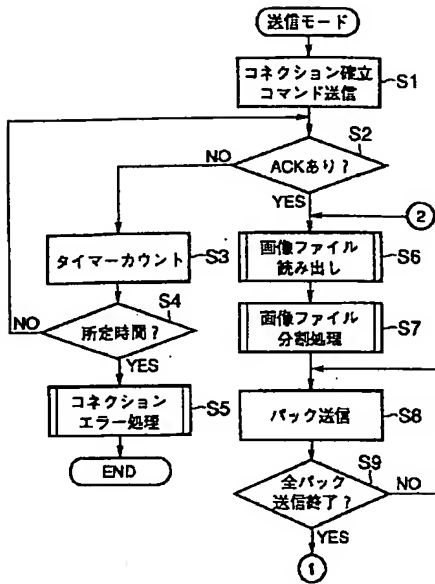 送信モード
コネクション確立
コマンド送信
S1
S2
ACKあり?
NO
YES
2
タイマーカウント
S3
画像ファイル
読み出し
S6
S4
所定時間?
NO
YES
画像ファイル
分割処理
S7
コネクション
エラー処理
S5
パック送信
S8
END
S9
全パック
送信終了?
NO
YES
1